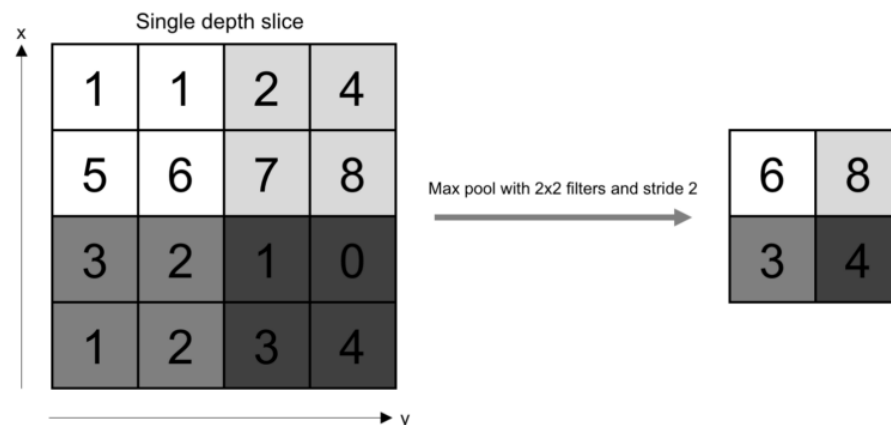 Single depth slice
x
1 1 2 4
5 6 7 8
3 2 1 0
1 2 3 4
y
Max pool with 2x2 filters and stride 2
6 8
3 4